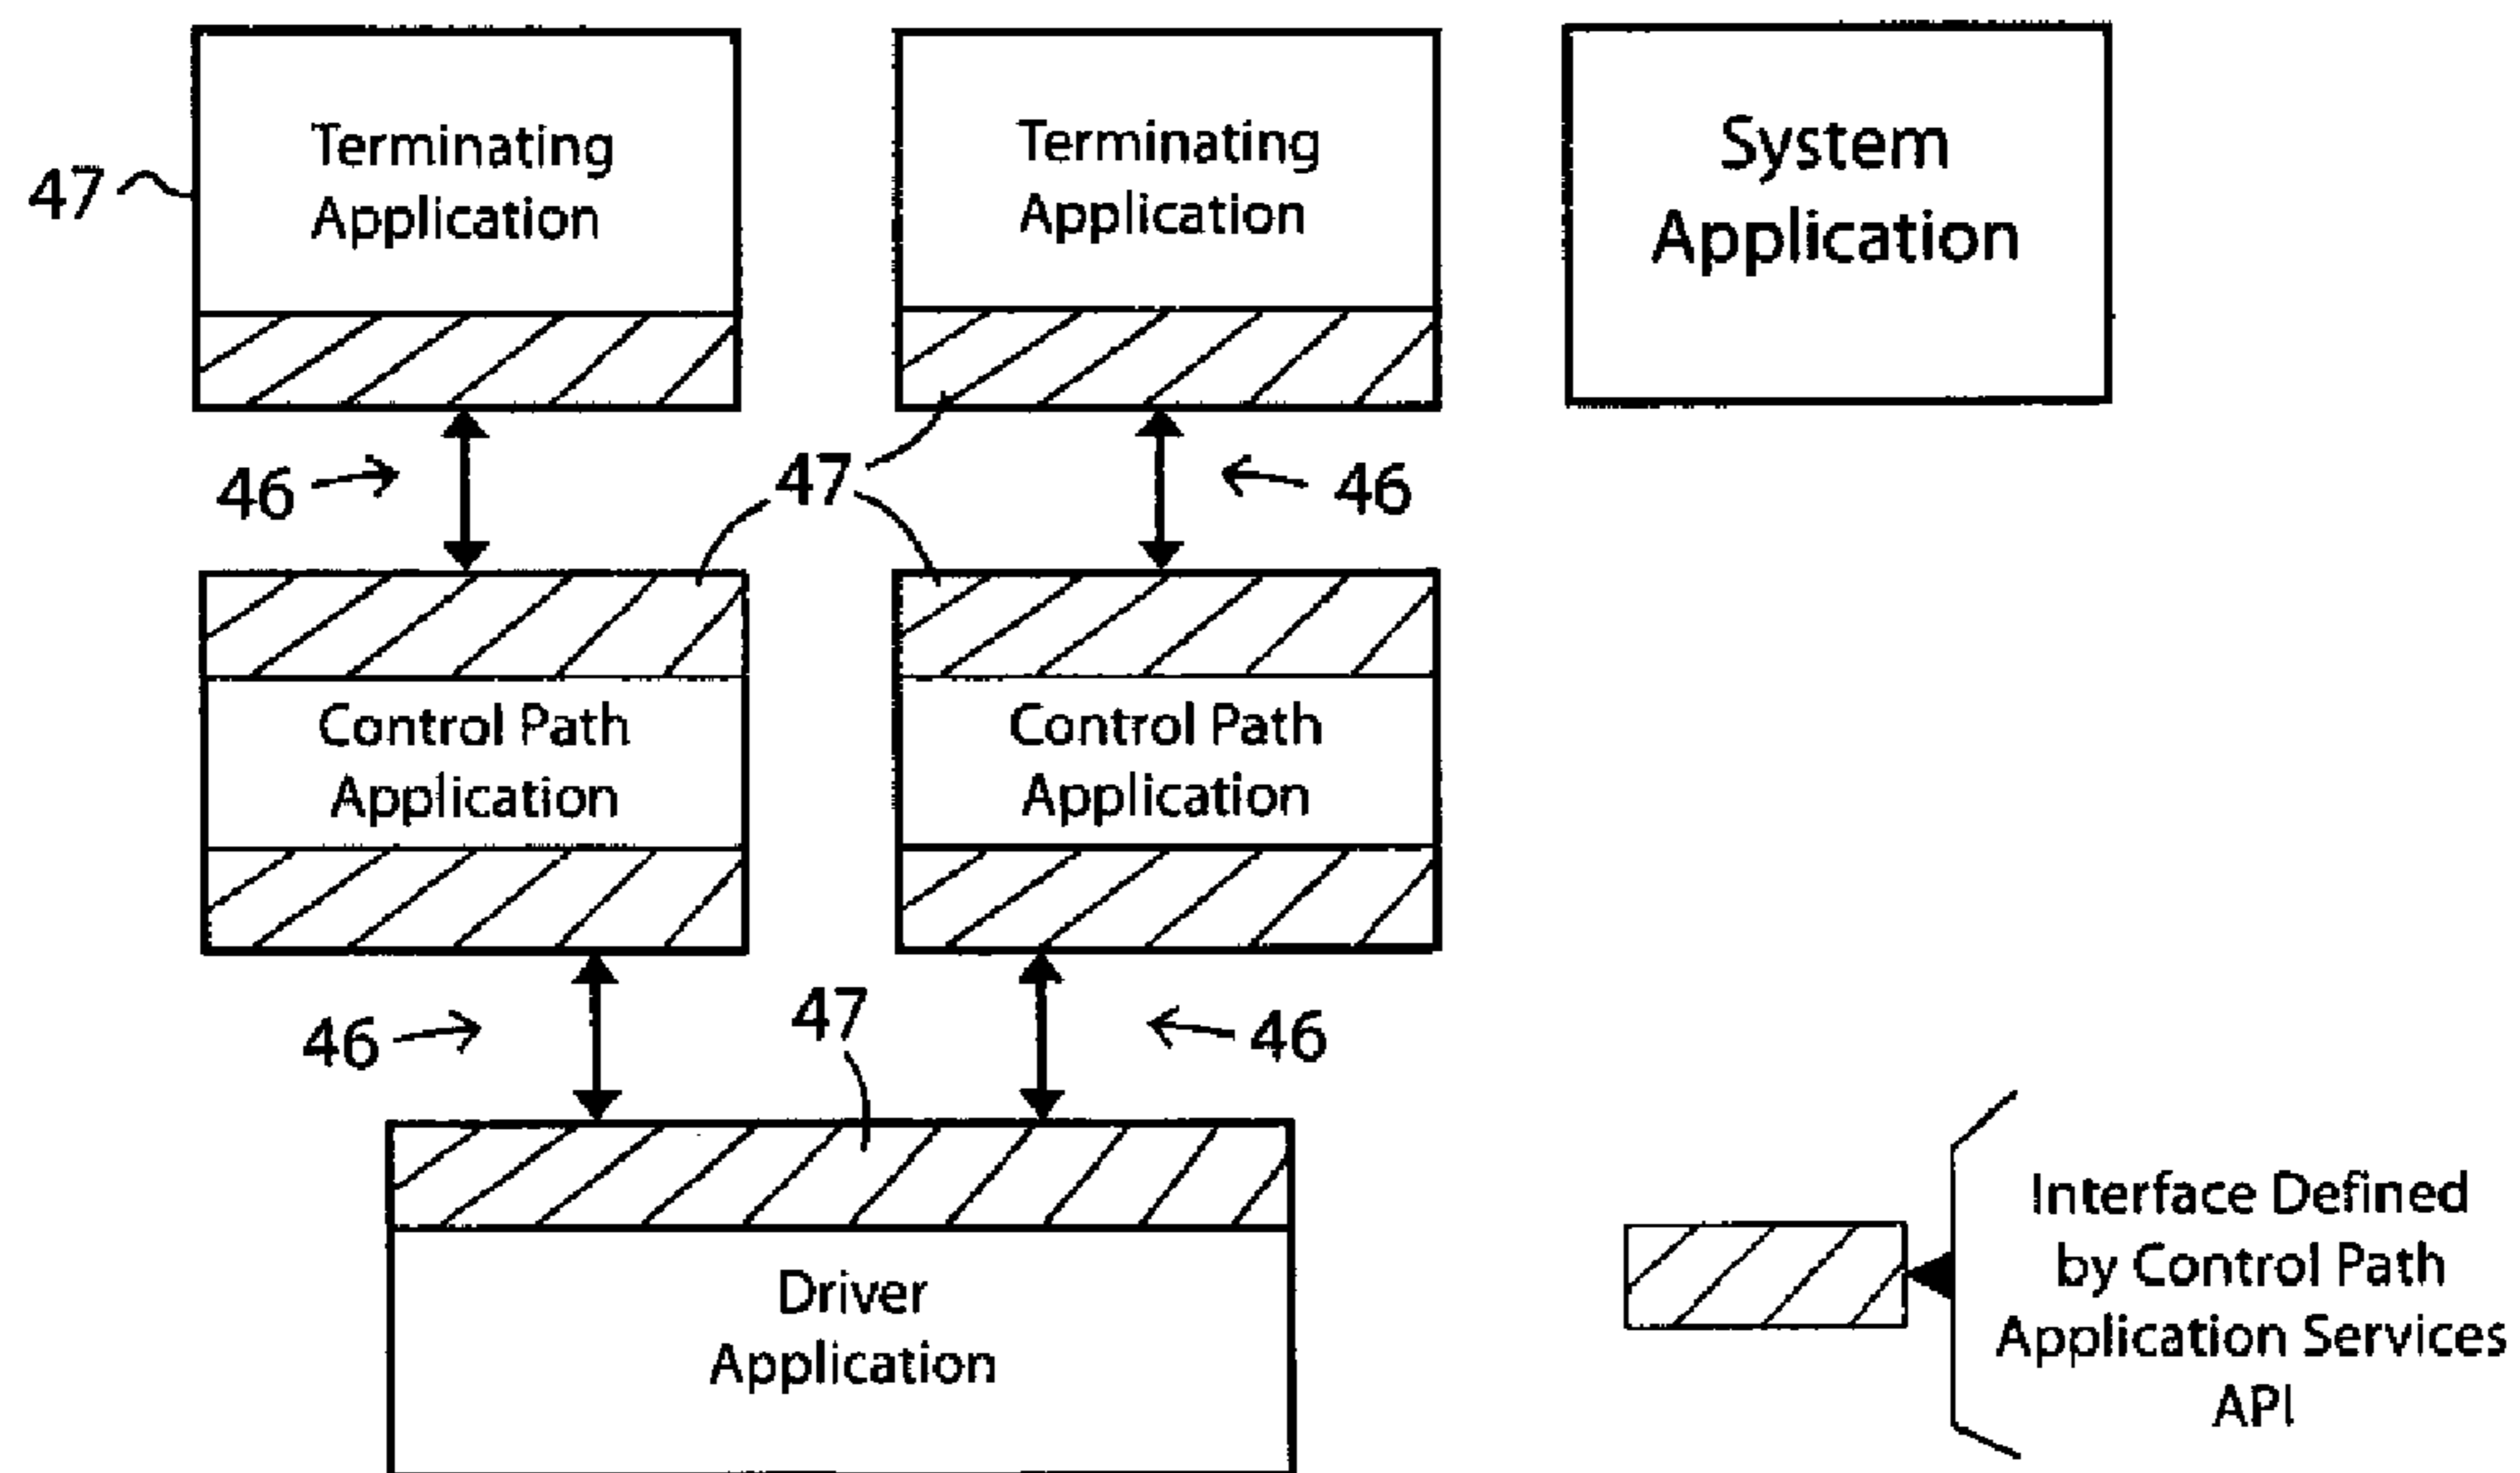 Terminating
Application
Terminating
Application
System
Application
47
46
47
46
Control Path
Application
Control Path
Application
46
47
46
Driver
Application
Interface Defined
by Control Path
Application Services
API